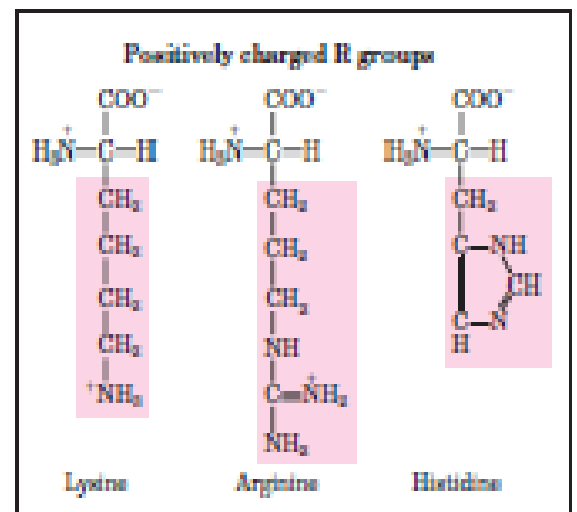 Positively charged R groups
COO⁻ COO⁻ COO⁻
H₃N⁺—C—H H₃N⁺—C—H H₃N⁺—C—H
CH₂ CH₂ CH₂
CH₂ CH₂ C—NH
CH
CH₂ CH₂ C—N
CH₂ NH H
⁺NH₃ C=N⁺H₂
NH₂
Lysine Arginine Histidine